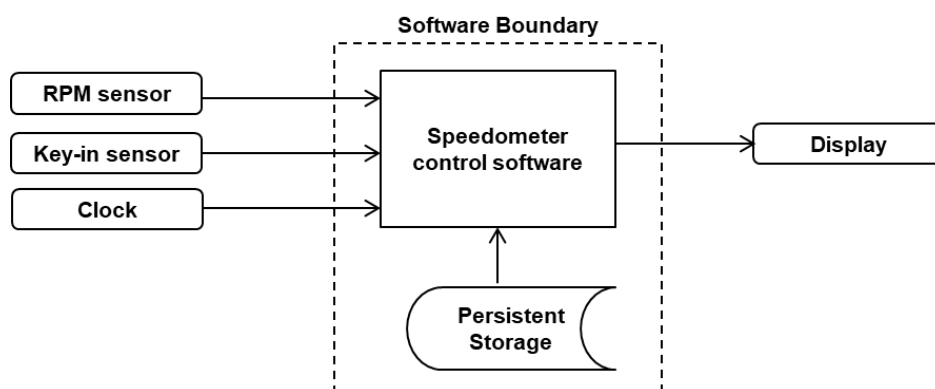 Software Boundary
RPM sensor
Key-in sensor
Clock
Speedometer
control software
Display
Persistent
Storage